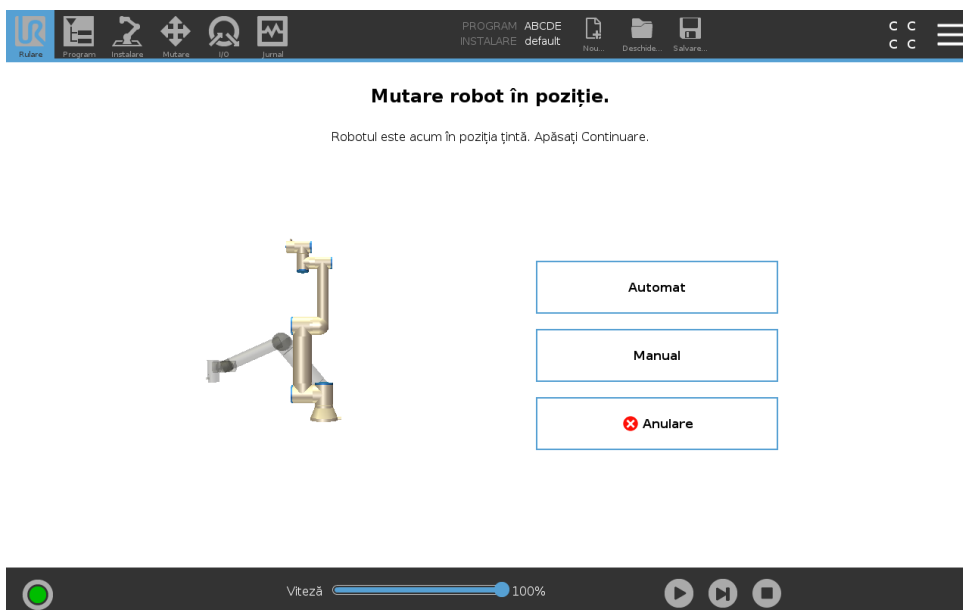 UR
PROGRAM ABCDE
INSTALARE default
C C
C C
Rulare Program Instalare Mutare I/O Jurnal
Nou... Deschide... Salvare...
Mutare robot în poziție.
Robotul este acum în poziția țintă. Apăsați Continuare.
Automat
Manual
Anulare
Viteză 100%